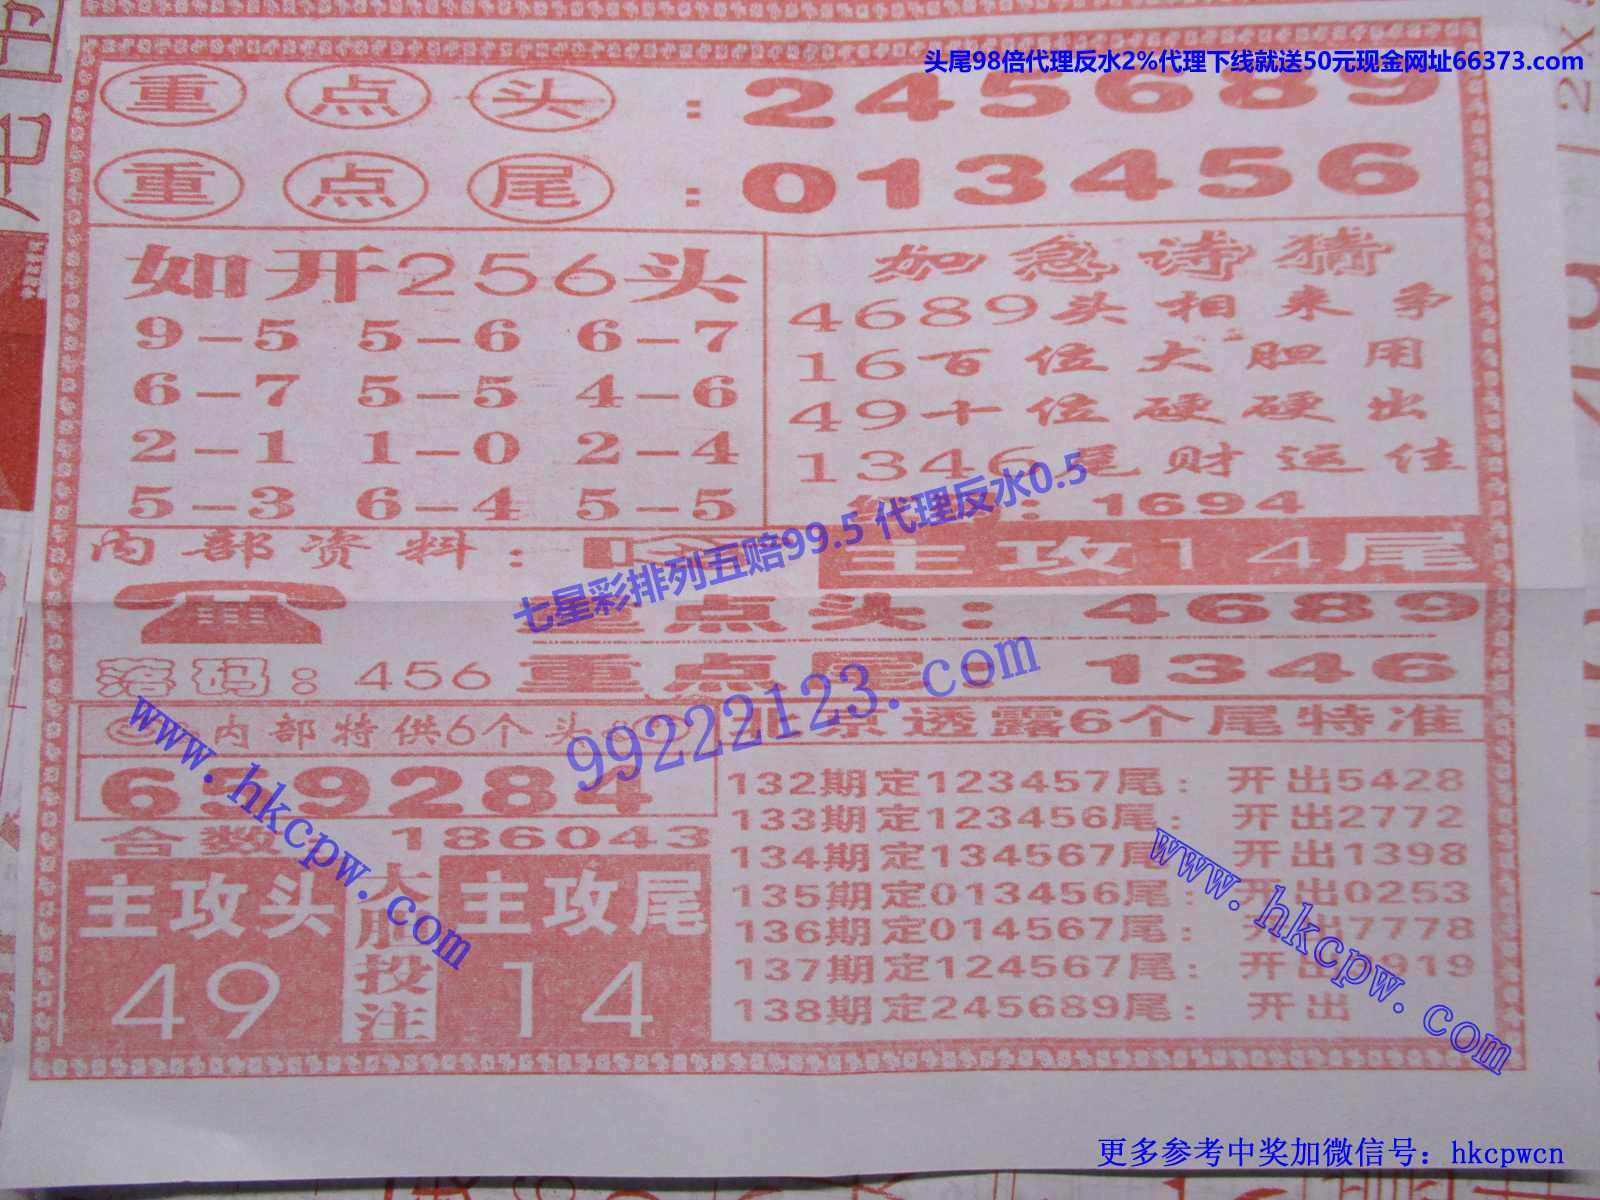 头尾98倍代理反水2%代理下线就送50元现金网址66373.com
重点头:245689
重点尾:013456
如开256头
9-5 5-6 6-7
6-7 5-5 4-6
2-1 1-0 2-4
5-3 6-4 5-5
如急诗猜
4689头相来争
16百位大胆用
49十位硬硬出
1346尾财运佳
:1694
内部资料:
主攻14尾
七星彩排列五赔99.5 代理反水0.5
重点头:4689
落码:456
重点尾:1346
99222123.com
内部特供6个头
北京透露6个尾特准
639284
合数 186043
主攻头
49
大胆投注
主攻尾
14
132期定123457尾: 开出5428
133期定123456尾: 开出2772
134期定134567尾 开出1398
135期定013456尾: 开出0253
136期定014567尾: 开出7778
137期定124567尾: 开出 919
138期定245689尾: 开出
www.hkcpw.com
www.hkcpw.com
更多参考中奖加微信号:hkcpwcn